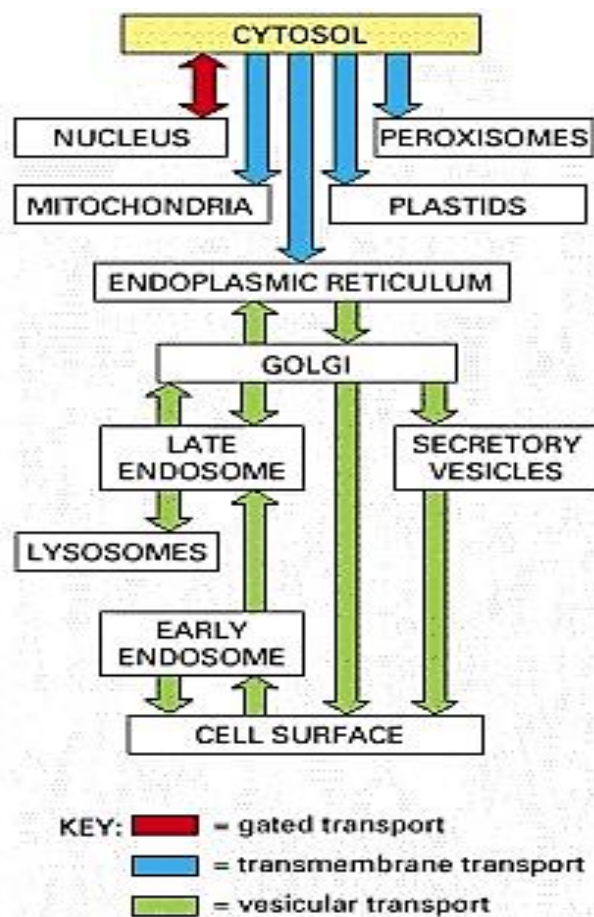 CYTOSOL
NUCLEUS
PEROXISOMES
MITOCHONDRIA
PLASTIDS
ENDOPLASMIC RETICULUM
GOLGI
LATE
ENDOSOME
SECRETORY
VESICLES
LYSOSOMES
EARLY
ENDOSOME
CELL SURFACE
KEY: = gated transport
= transmembrane transport
= vesicular transport